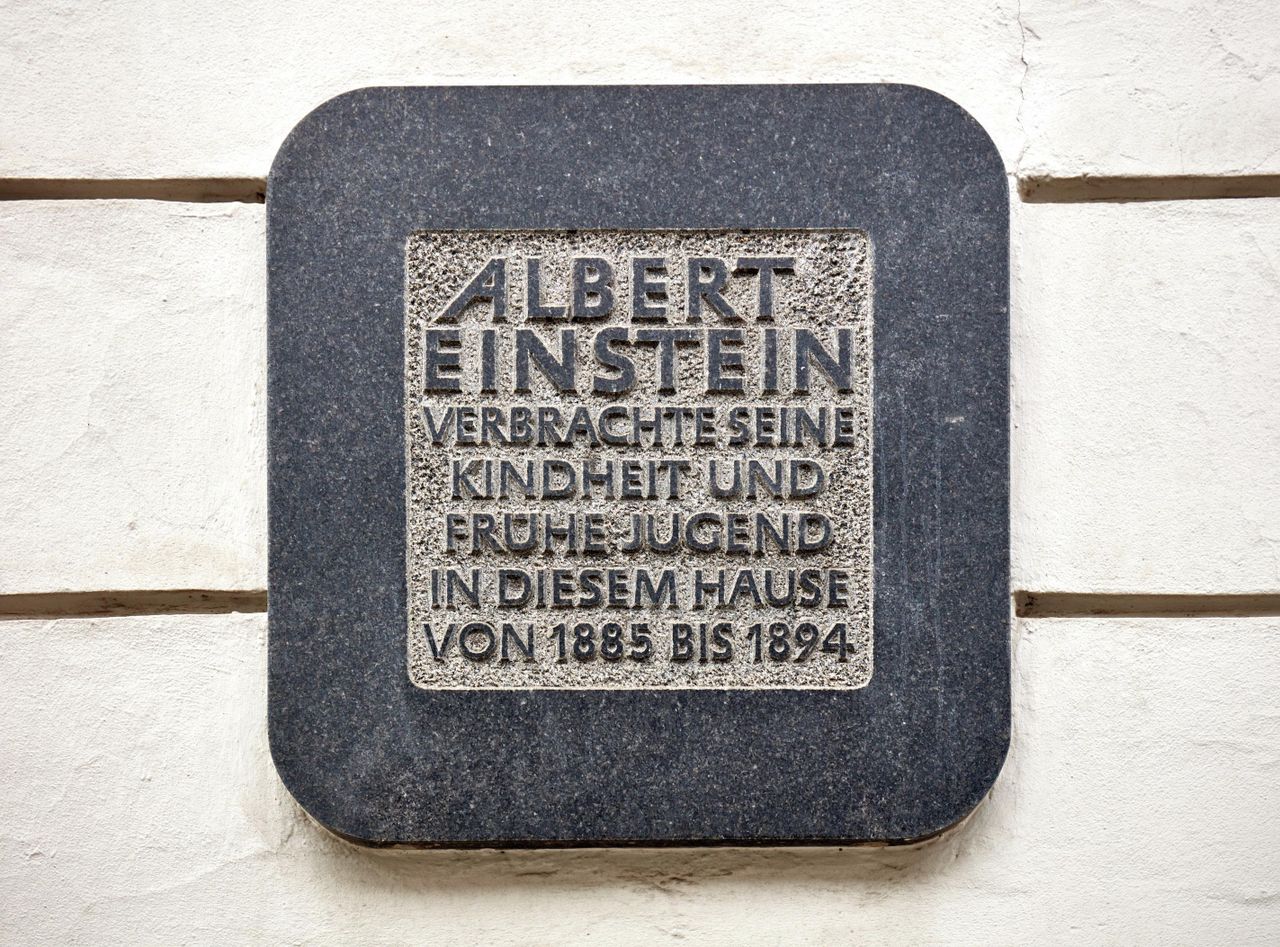 ALBERT
EINSTEIN
VERBRACHTE SEINE
KINDHEIT UND
FRÜHE JUGEND
IN DIESEM HAUSE
VON 1885 BIS 1894